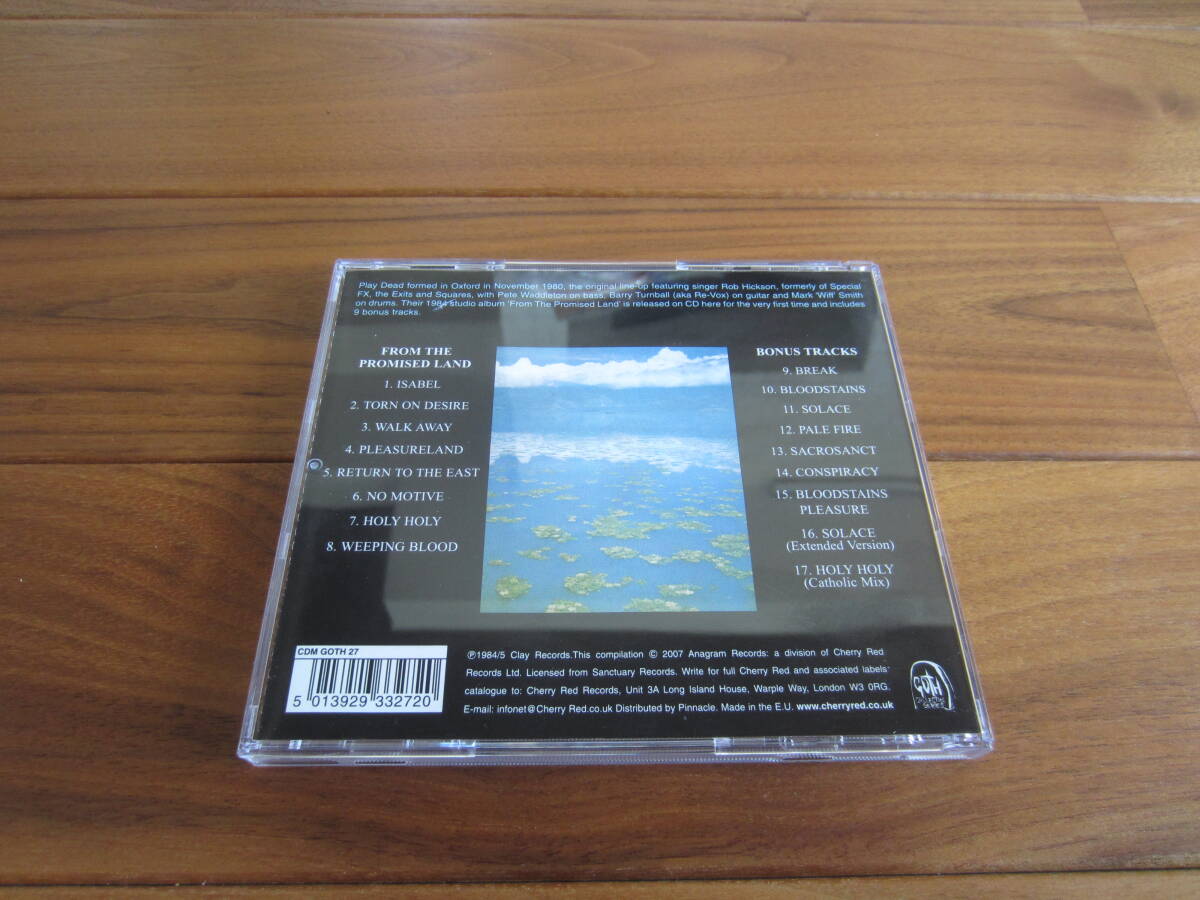 Play Dead formed in Oxford in November 1980, the original line-up featuring singer Rob Hickson, formerly of Special
FX, the Exits and Squares, with Pete Waddleton on bass, Barry Turnball (aka Re-Vox) on guitar and Mark 'Wiff' Smith
on drums. Their 1984 studio album 'From The Promised Land' is released on CD here for the very first time and includes
9 bonus tracks.
FROM THE
PROMISED LAND
1. ISABEL
2. TORN ON DESIRE
3. WALK AWAY
4. PLEASURELAND
5. RETURN TO THE EAST
6. NO MOTIVE
7. HOLY HOLY
8. WEEPING BLOOD
BONUS TRACKS
9. BREAK
10. BLOODSTAINS
11. SOLACE
12. PALE FIRE
13. SACROSANCT
14. CONSPIRACY
15. BLOODSTAINS
PLEASURE
16. SOLACE
(Extended Version)
17. HOLY HOLY
(Catholic Mix)
CDM GOTH 27
5 013929 332720
℗1984/5 Clay Records.This compilation © 2007 Anagram Records: a division of Cherry Red
Records Ltd. Licensed from Sanctuary Records. Write for full Cherry Red and associated labels'
catalogue to: Cherry Red Records, Unit 3A Long Island House, Warple Way, London W3 0RG.
E-mail: infonet@Cherry Red.co.uk Distributed by Pinnacle. Made in the E.U. www.cherryred.co.uk
GOTH